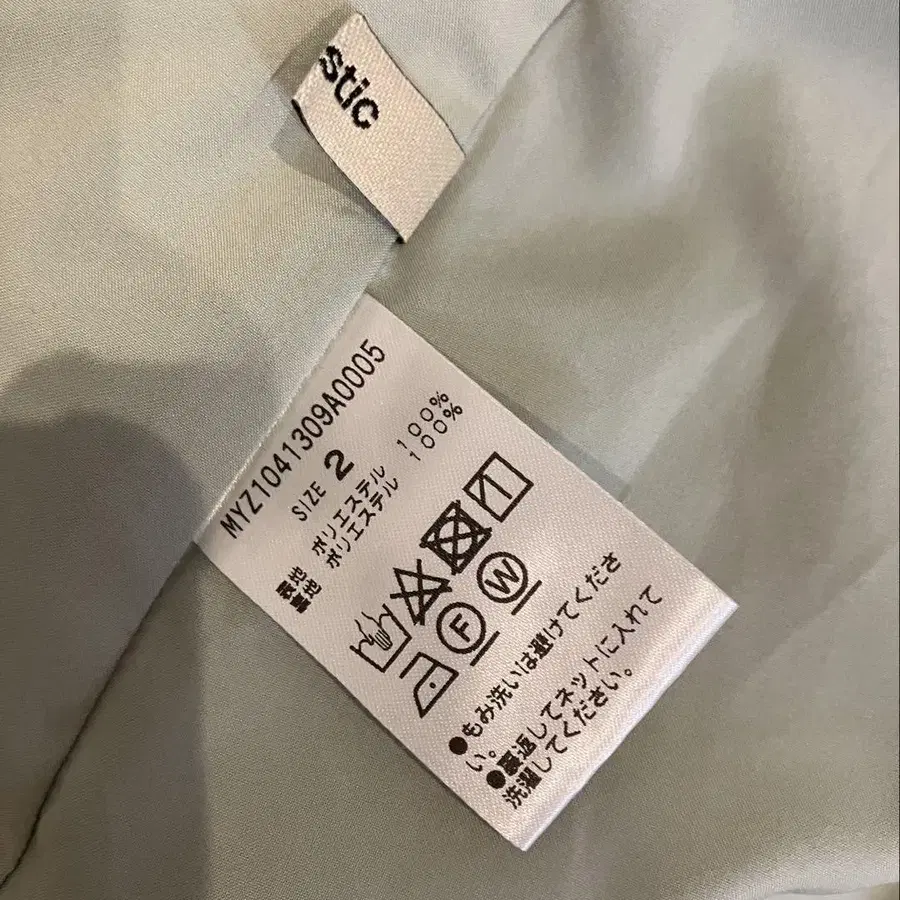 stic
MYZ1041309A0005
SIZE 2
表地 ポリエステル 100%
裏地 ポリエステル 100%
F W
●もみ洗いは避けてくださ
い。
●裏返してネットに入れて
洗濯してください。